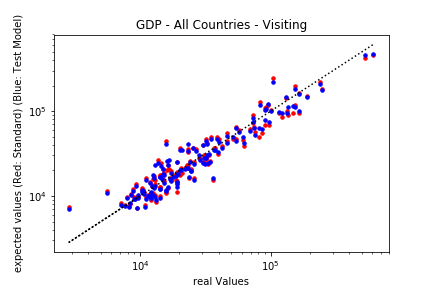 GDP - All Countries - Visiting
expected values (Red: Standard) (Blue: Test Model)
10⁵
10⁴
10⁴ 10⁵
real Values